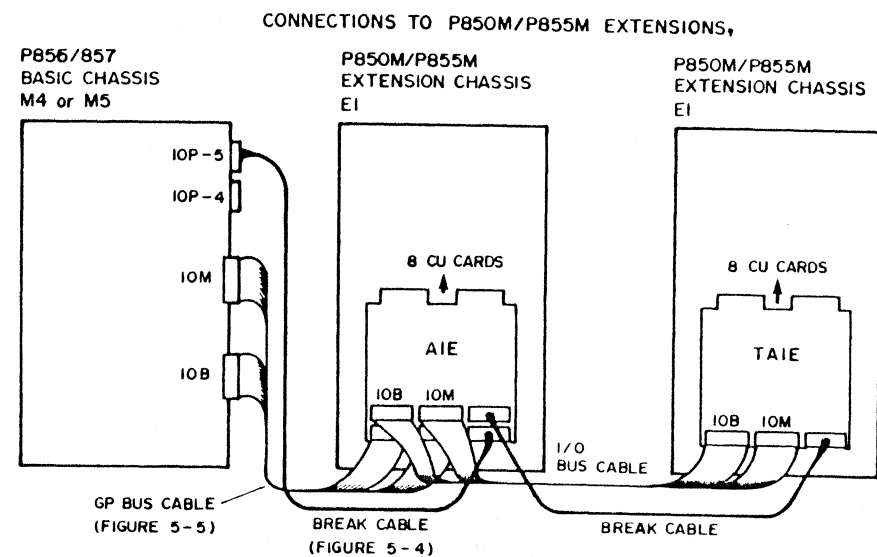 CONNECTIONS TO P850M/P855M EXTENSIONS,
P856/857
BASIC CHASSIS
M4 or M5
P850M/P855M
EXTENSION CHASSIS
E1
P850M/P855M
EXTENSION CHASSIS
E1
IOP-5
IOP-4
IOM
IOB
8 CU CARDS
AIE
IOB IOM
8 CU CARDS
TAIE
IOB IOM
I/O
BUS CABLE
GP BUS CABLE
(FIGURE 5-5)
BREAK CABLE
(FIGURE 5-4)
BREAK CABLE